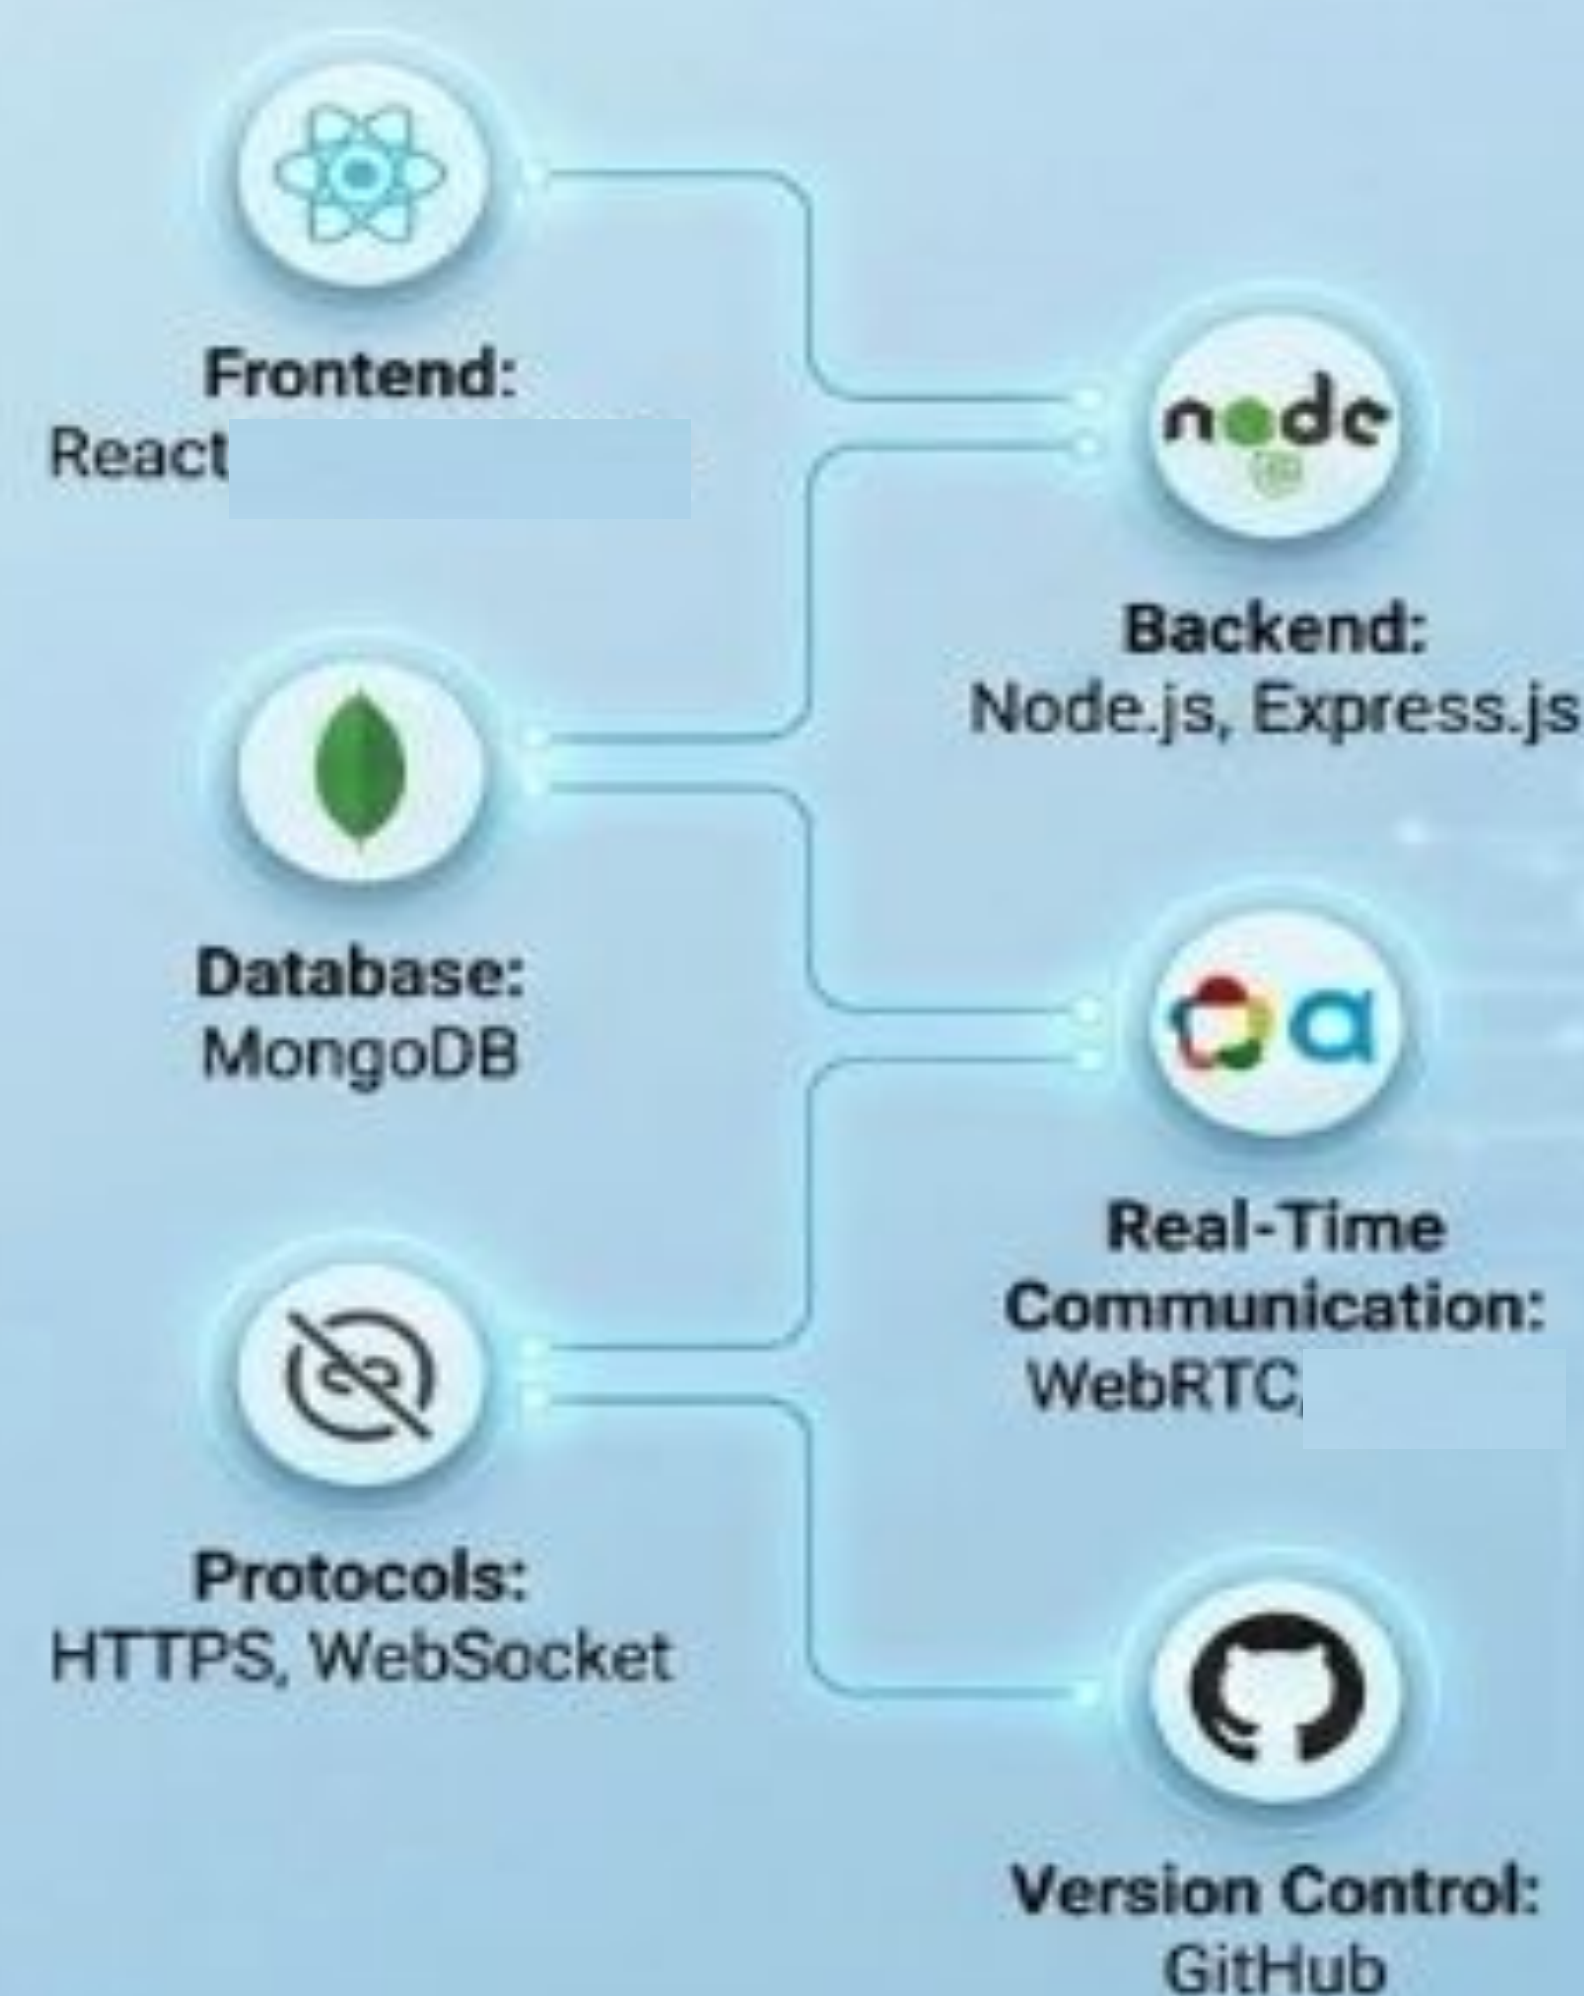 Frontend:
React
node
Backend:
Node.js, Express.js
Database:
MongoDB
a
Real-Time
Communication:
WebRTC,
Protocols:
HTTPS, WebSocket
Version Control:
GitHub